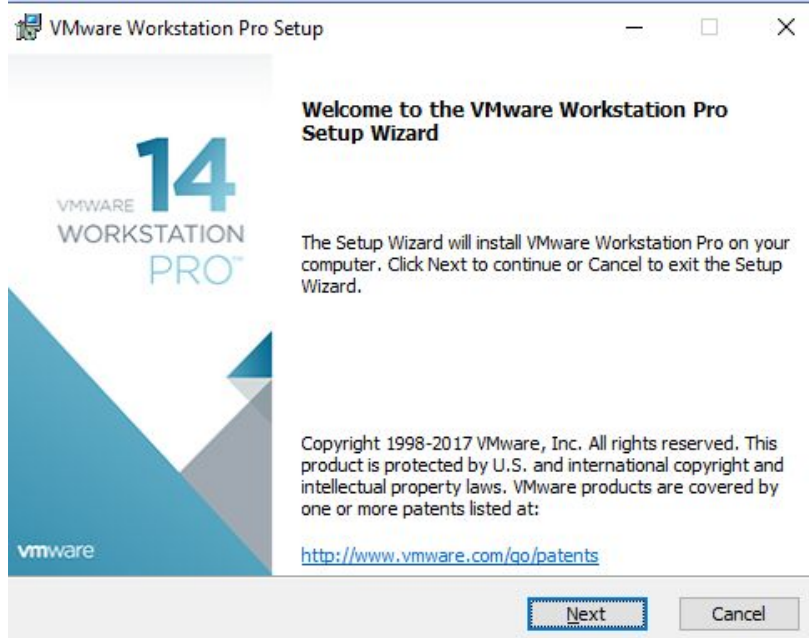 VMware Workstation Pro Setup
Welcome to the VMware Workstation Pro
Setup Wizard
VMWARE 14
WORKSTATION
PRO™
The Setup Wizard will install VMware Workstation Pro on your
computer. Click Next to continue or Cancel to exit the Setup
Wizard.
Copyright 1998-2017 VMware, Inc. All rights reserved. This
product is protected by U.S. and international copyright and
intellectual property laws. VMware products are covered by
one or more patents listed at:
vmware
http://www.vmware.com/go/patents
Next
Cancel